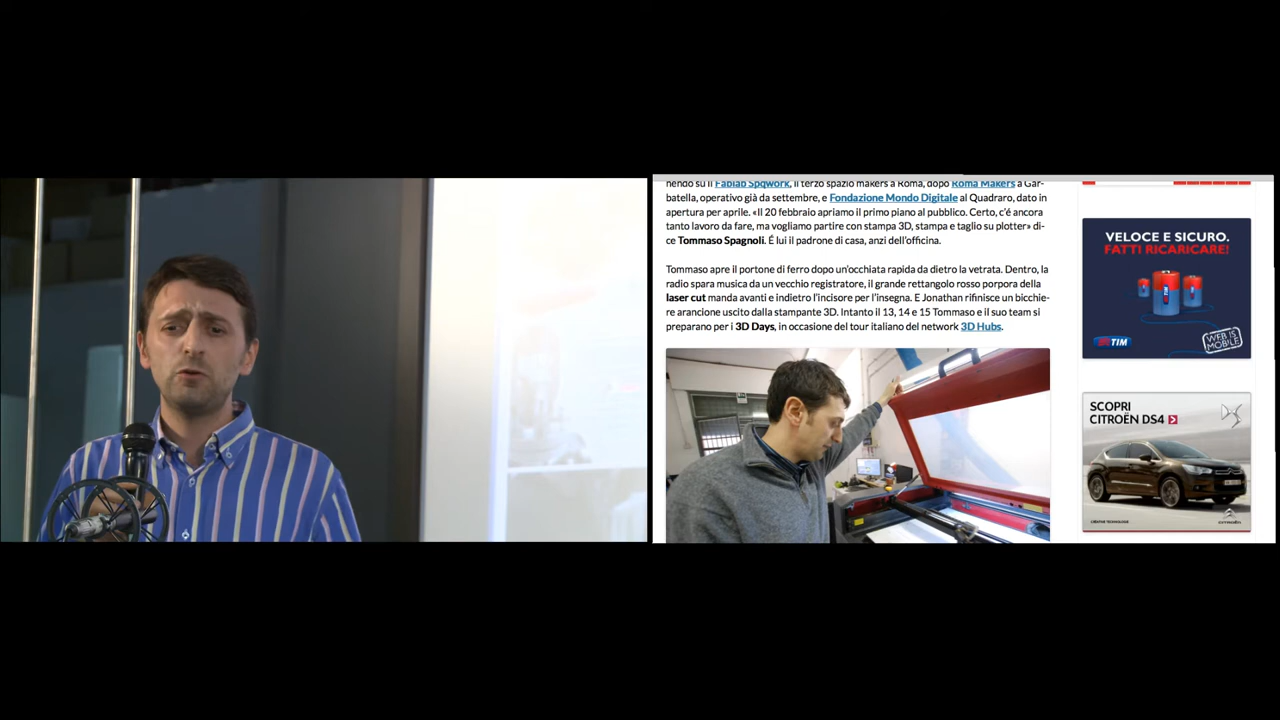 nendo su il Fablab Spqwork, il terzo spazio makers a Roma, dopo Roma Makers a Gar-
batella, operativo già da settembre, e Fondazione Mondo Digitale al Quadraro, dato in
apertura per aprile. «Il 20 febbraio apriamo il primo piano al pubblico. Certo, c'é ancora
tanto lavoro da fare, ma vogliamo partire con stampa 3D, stampa e taglio su plotter» di-
ce Tommaso Spagnoli. É lui il padrone di casa, anzi dell'officina.
Tommaso apre il portone di ferro dopo un'occhiata rapida da dietro la vetrata. Dentro, la
radio spara musica da un vecchio registratore, il grande rettangolo rosso porpora della
laser cut manda avanti e indietro l'incisore per l'insegna. E Jonathan rifinisce un bicchie-
re arancione uscito dalla stampante 3D. Intanto il 13, 14 e 15 Tommaso e il suo team si
preparano per i 3D Days, in occasione del tour italiano del network 3D Hubs.
VELOCE E SICURO.
FATTI RICARICARE!
TIM
WEB IS
MOBILE
SCOPRI
CITROËN DS4
CREATIVE TECHNOLOGIE
CITROËN